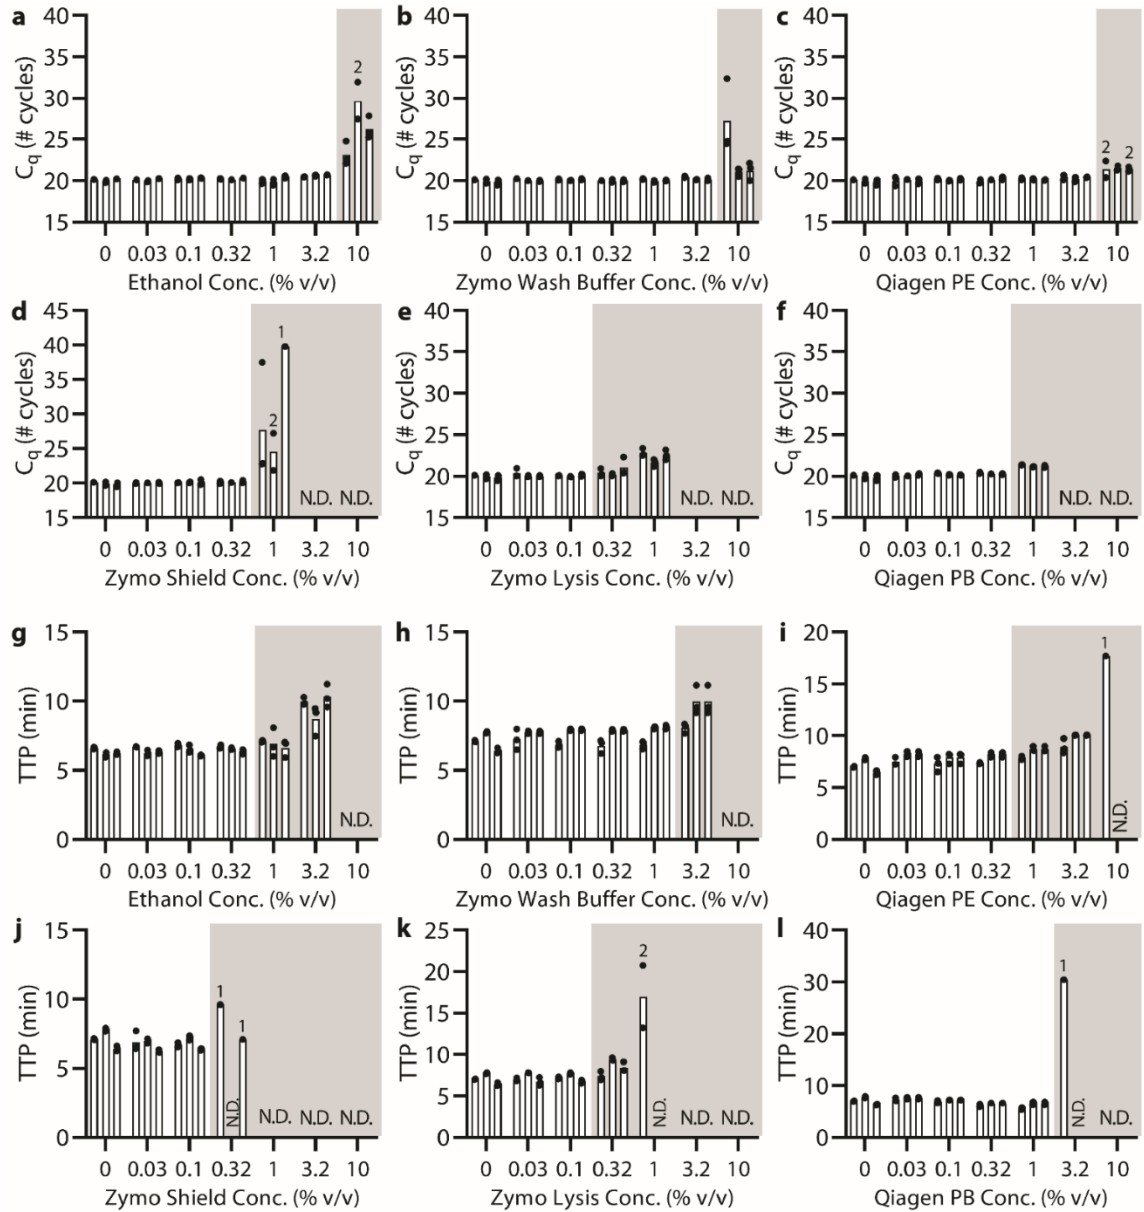 a
40
35
30
25
20
15
Cq (# cycles)
2
0 0.03 0.1 0.32 1 3.2 10
Ethanol Conc. (% v/v)
b
40
35
30
25
20
15
Cq (# cycles)
0 0.03 0.1 0.32 1 3.2 10
Zymo Wash Buffer Conc. (% v/v)
c
40
35
30
25
20
15
Cq (# cycles)
2 2
0 0.03 0.1 0.32 1 3.2 10
Qiagen PE Conc. (% v/v)
d
45
40
35
30
25
20
15
Cq (# cycles)
2 1
N.D. N.D.
0 0.03 0.1 0.32 1 3.2 10
Zymo Shield Conc. (% v/v)
e
40
35
30
25
20
15
Cq (# cycles)
N.D. N.D.
0 0.03 0.1 0.32 1 3.2 10
Zymo Lysis Conc. (% v/v)
f
40
35
30
25
20
15
Cq (# cycles)
N.D. N.D.
0 0.03 0.1 0.32 1 3.2 10
Qiagen PB Conc. (% v/v)
g
15
10
5
0
TTP (min)
N.D.
0 0.03 0.1 0.32 1 3.2 10
Ethanol Conc. (% v/v)
h
15
10
5
0
TTP (min)
N.D.
0 0.03 0.1 0.32 1 3.2 10
Zymo Wash Buffer Conc. (% v/v)
i
20
15
10
5
0
TTP (min)
1
N.D.
0 0.03 0.1 0.32 1 3.2 10
Qiagen PE Conc. (% v/v)
j
15
10
5
0
TTP (min)
1 1
N.D. N.D. N.D. N.D.
0 0.03 0.1 0.32 1 3.2 10
Zymo Shield Conc. (% v/v)
k
25
20
15
10
5
0
TTP (min)
2
N.D. N.D. N.D.
0 0.03 0.1 0.32 1 3.2 10
Zymo Lysis Conc. (% v/v)
l
40
30
20
10
0
TTP (min)
1
N.D. N.D.
0 0.03 0.1 0.32 1 3.2 10
Qiagen PB Conc. (% v/v)